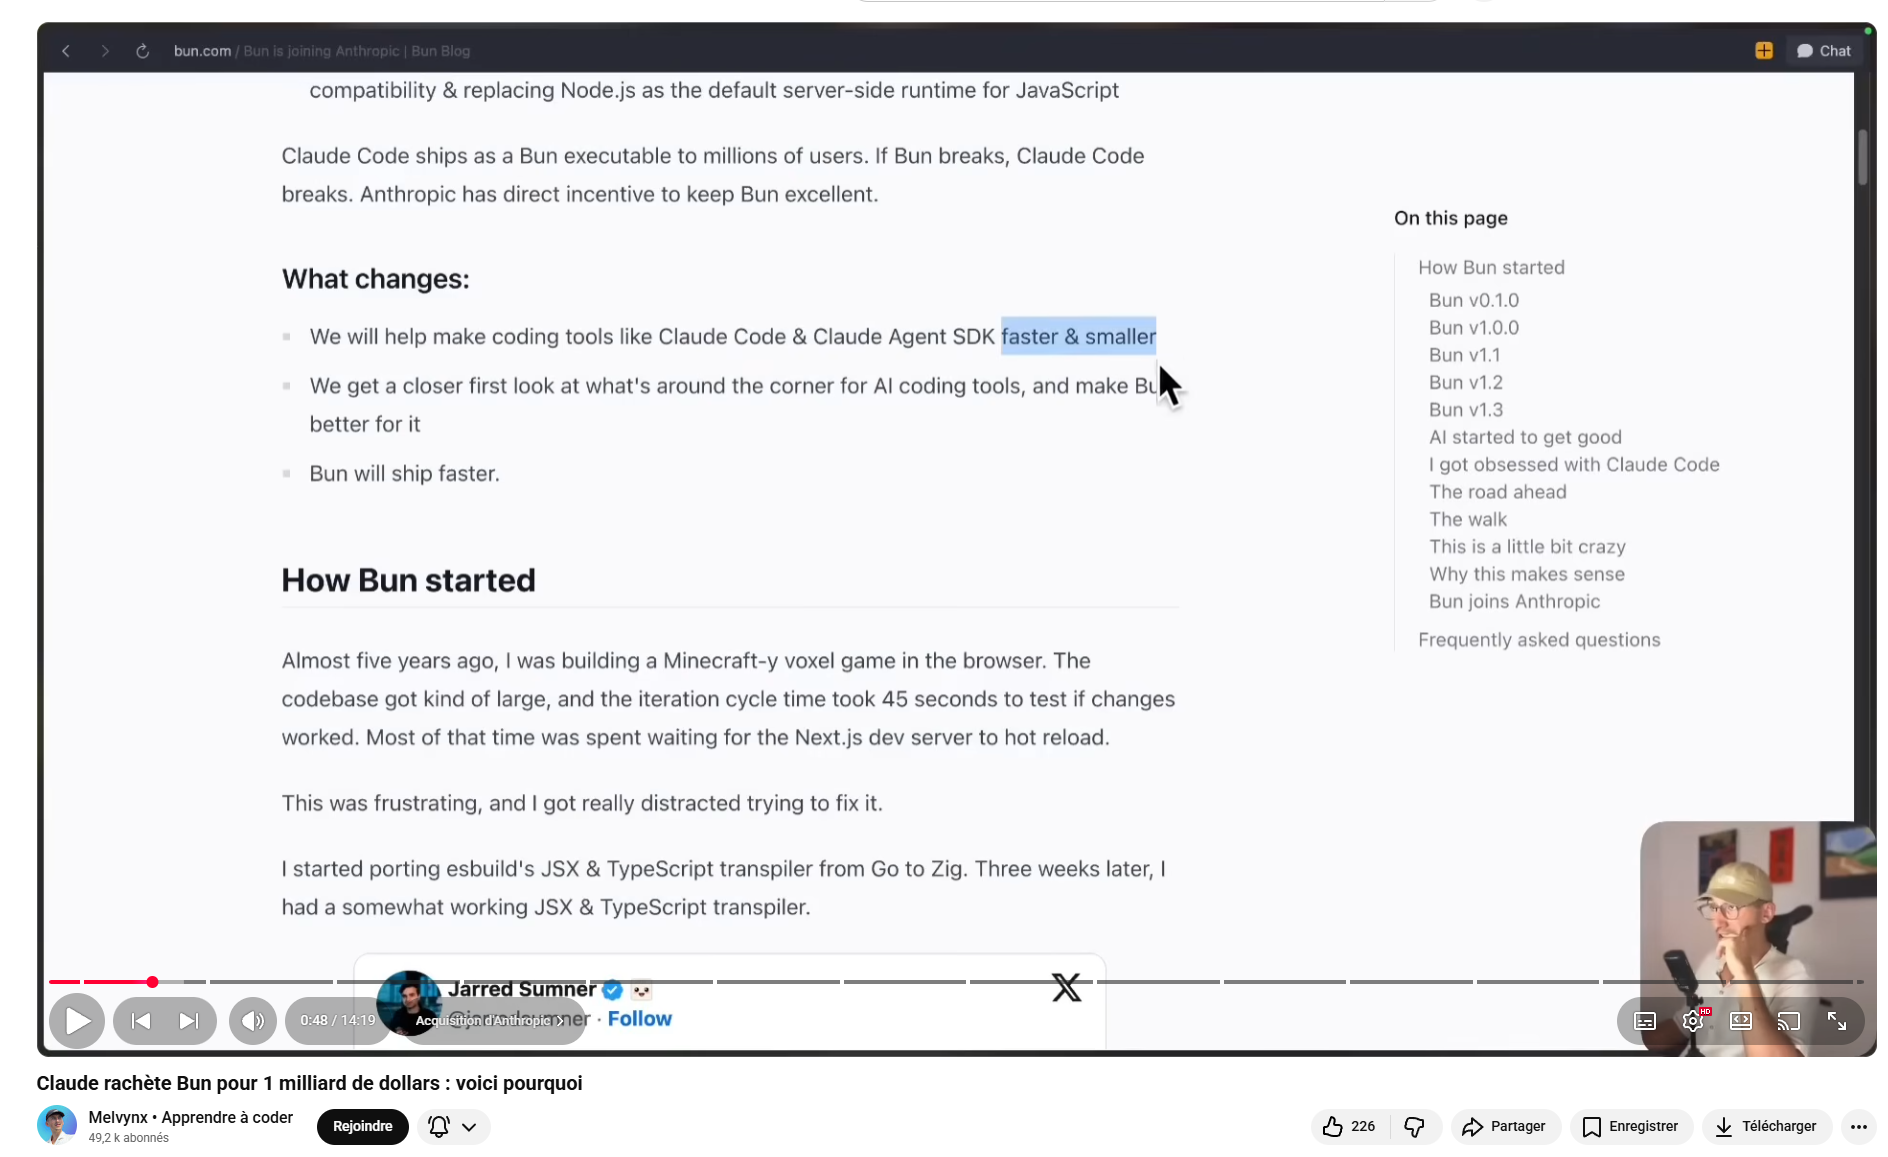 bun.com / Bun is joining Anthropic | Bun Blog
Chat
compatibility & replacing Node.js as the default server-side runtime for JavaScript
Claude Code ships as a Bun executable to millions of users. If Bun breaks, Claude Code
breaks. Anthropic has direct incentive to keep Bun excellent.
What changes:
We will help make coding tools like Claude Code & Claude Agent SDK faster & smaller
We get a closer first look at what's around the corner for AI coding tools, and make Bu
better for it
Bun will ship faster.
How Bun started
Almost five years ago, I was building a Minecraft-y voxel game in the browser. The
codebase got kind of large, and the iteration cycle time took 45 seconds to test if changes
worked. Most of that time was spent waiting for the Next.js dev server to hot reload.
This was frustrating, and I got really distracted trying to fix it.
I started porting esbuild's JSX & TypeScript transpiler from Go to Zig. Three weeks later, I
had a somewhat working JSX & TypeScript transpiler.
On this page
How Bun started
Bun v0.1.0
Bun v1.0.0
Bun v1.1
Bun v1.2
Bun v1.3
AI started to get good
I got obsessed with Claude Code
The road ahead
The walk
This is a little bit crazy
Why this makes sense
Bun joins Anthropic
Frequently asked questions
Jarred Sumner
· Follow
0:48 / 14:19
Acquisition d'Anthropic
HD
Claude rachète Bun pour 1 milliard de dollars : voici pourquoi
Melvynx • Apprendre à coder
49,2 k abonnés
Rejoindre
226
Partager
Enregistrer
Télécharger